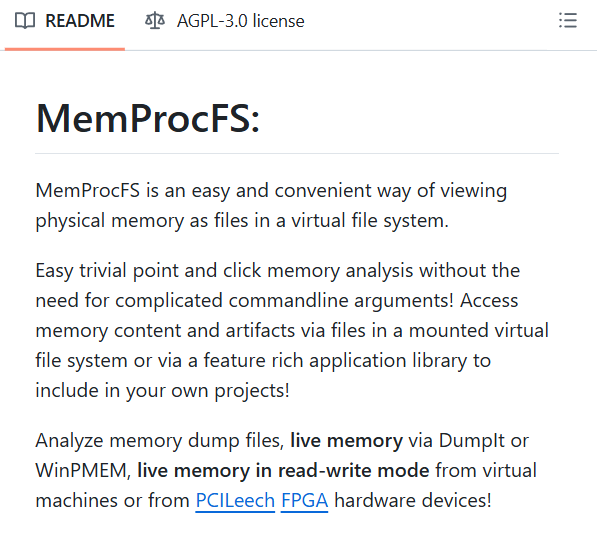 README
AGPL-3.0 license
MemProcFS:
MemProcFS is an easy and convenient way of viewing
physical memory as files in a virtual file system.
Easy trivial point and click memory analysis without the
need for complicated commandline arguments! Access
memory content and artifacts via files in a mounted virtual
file system or via a feature rich application library to
include in your own projects!
Analyze memory dump files, live memory via DumpIt or
WinPMEM, live memory in read-write mode from virtual
machines or from PCILeech FPGA hardware devices!